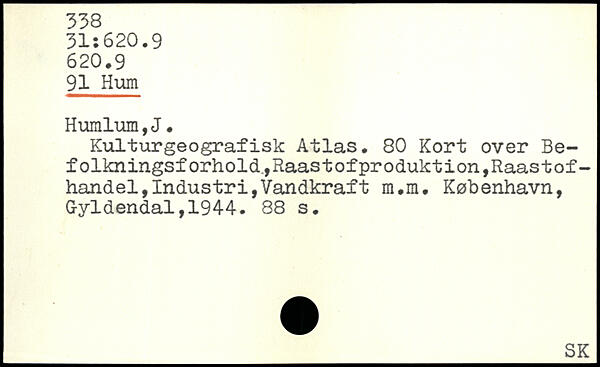 338
31:620.9
620.9
91 Hum
Humlum,J.
Kulturgeografisk Atlas. 80 Kort over Be-
folkningsforhold,Raastofproduktion,Raastof-
handel,Industri,Vandkraft m.m. København,
Gyldendal,1944. 88 s.
SK